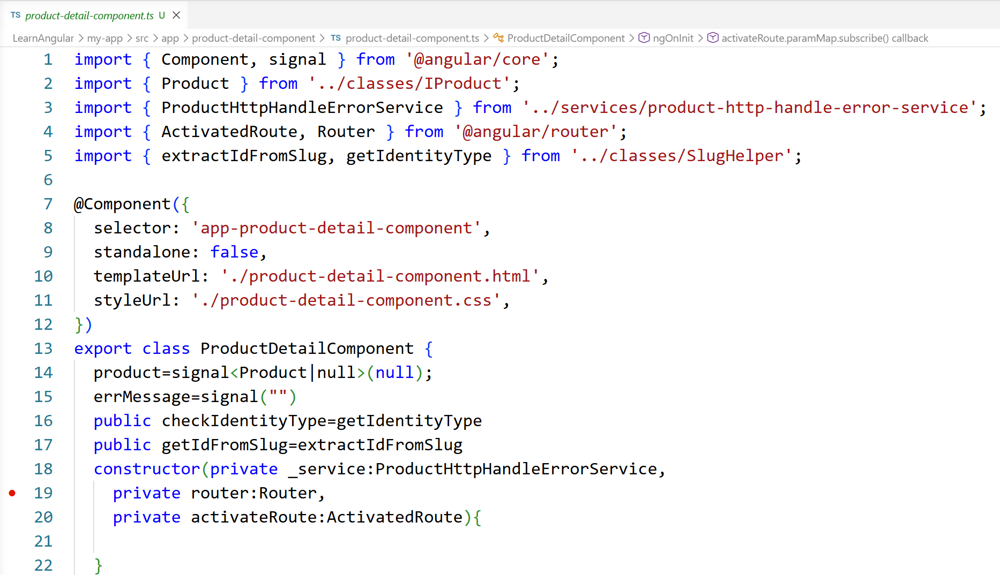 TS product-detail-component.ts U
LearnAngular > my-app > src > app > product-detail-component > TS product-detail-component.ts > ProductDetailComponent > ngOnInit > activateRoute.paramMap.subscribe() callback
1 import { Component, signal } from '@angular/core';
2 import { Product } from '../classes/IProduct';
3 import { ProductHttpHandleErrorService } from '../services/product-http-handle-error-service';
4 import { ActivatedRoute, Router } from '@angular/router';
5 import { extractIdFromSlug, getIdentityType } from '../classes/SlugHelper';
6
7 @Component({
8   selector: 'app-product-detail-component',
9   standalone: false,
10   templateUrl: './product-detail-component.html',
11   styleUrl: './product-detail-component.css',
12 })
13 export class ProductDetailComponent {
14   product=signal<Product|null>(null);
15   errMessage=signal("")
16   public checkIdentityType=getIdentityType
17   public getIdFromSlug=extractIdFromSlug
18   constructor(private _service:ProductHttpHandleErrorService,
19     private router:Router,
20     private activateRoute:ActivatedRoute){
21
22   }